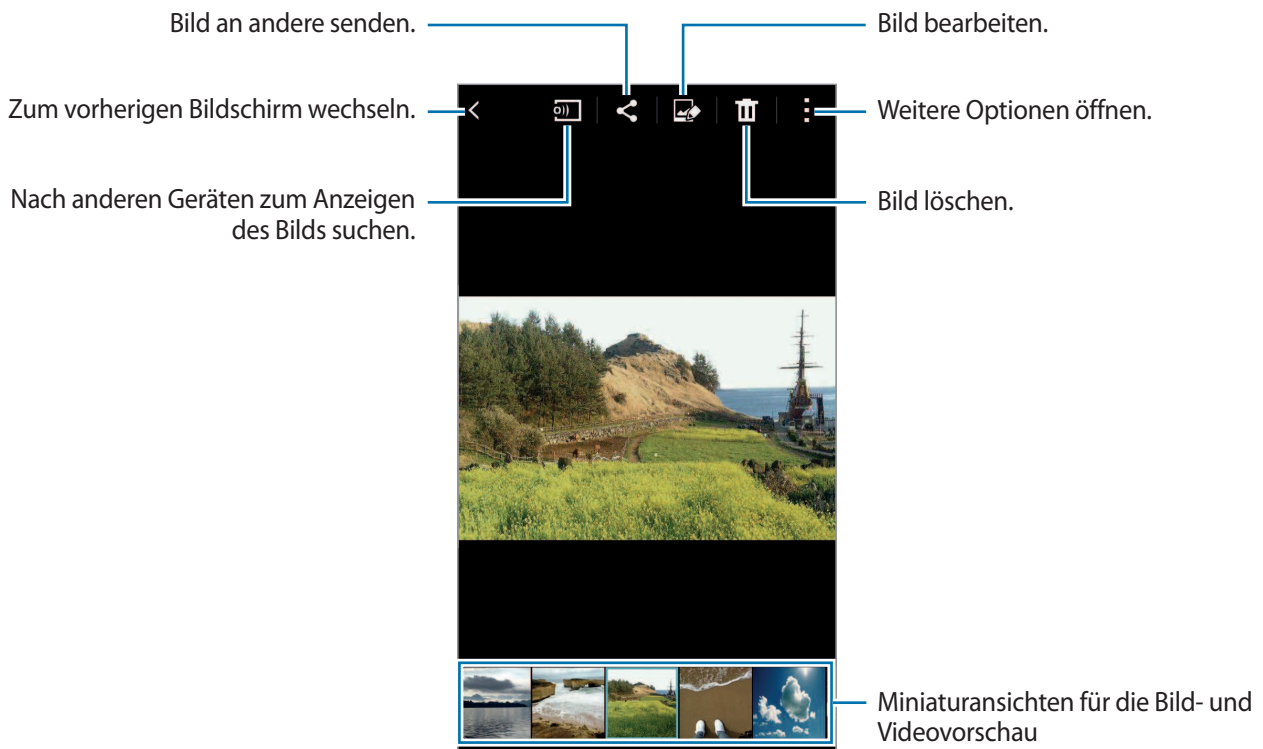 Bild an andere senden.
Bild bearbeiten.
Zum vorherigen Bildschirm wechseln.
Weitere Optionen öffnen.
Nach anderen Geräten zum Anzeigen
des Bilds suchen.
Bild löschen.
Miniaturansichten für die Bild- und
Videovorschau